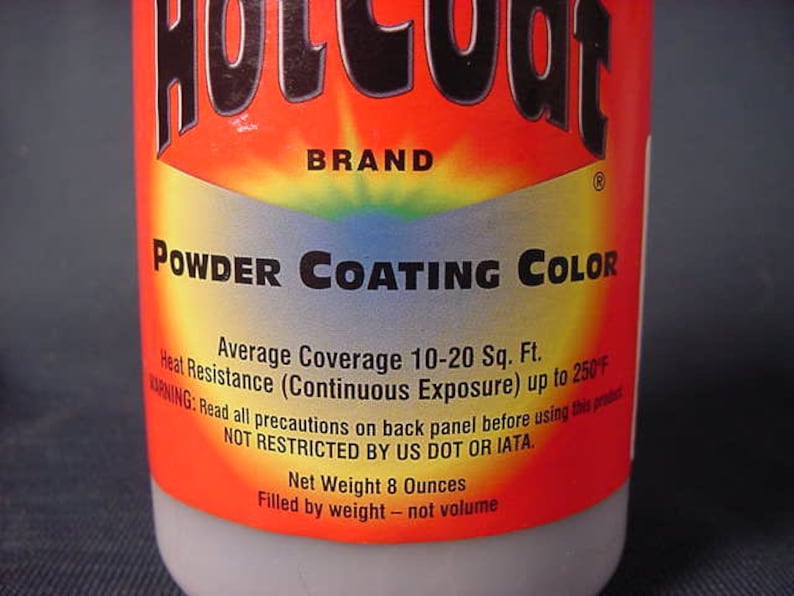 HotCoat
BRAND
®
POWDER COATING COLOR
Average Coverage 10-20 Sq. Ft.
Heat Resistance (Continuous Exposure) up to 250°F
WARNING: Read all precautions on back panel before using this product.
NOT RESTRICTED BY US DOT OR IATA.
Net Weight 8 Ounces
Filled by weight – not volume